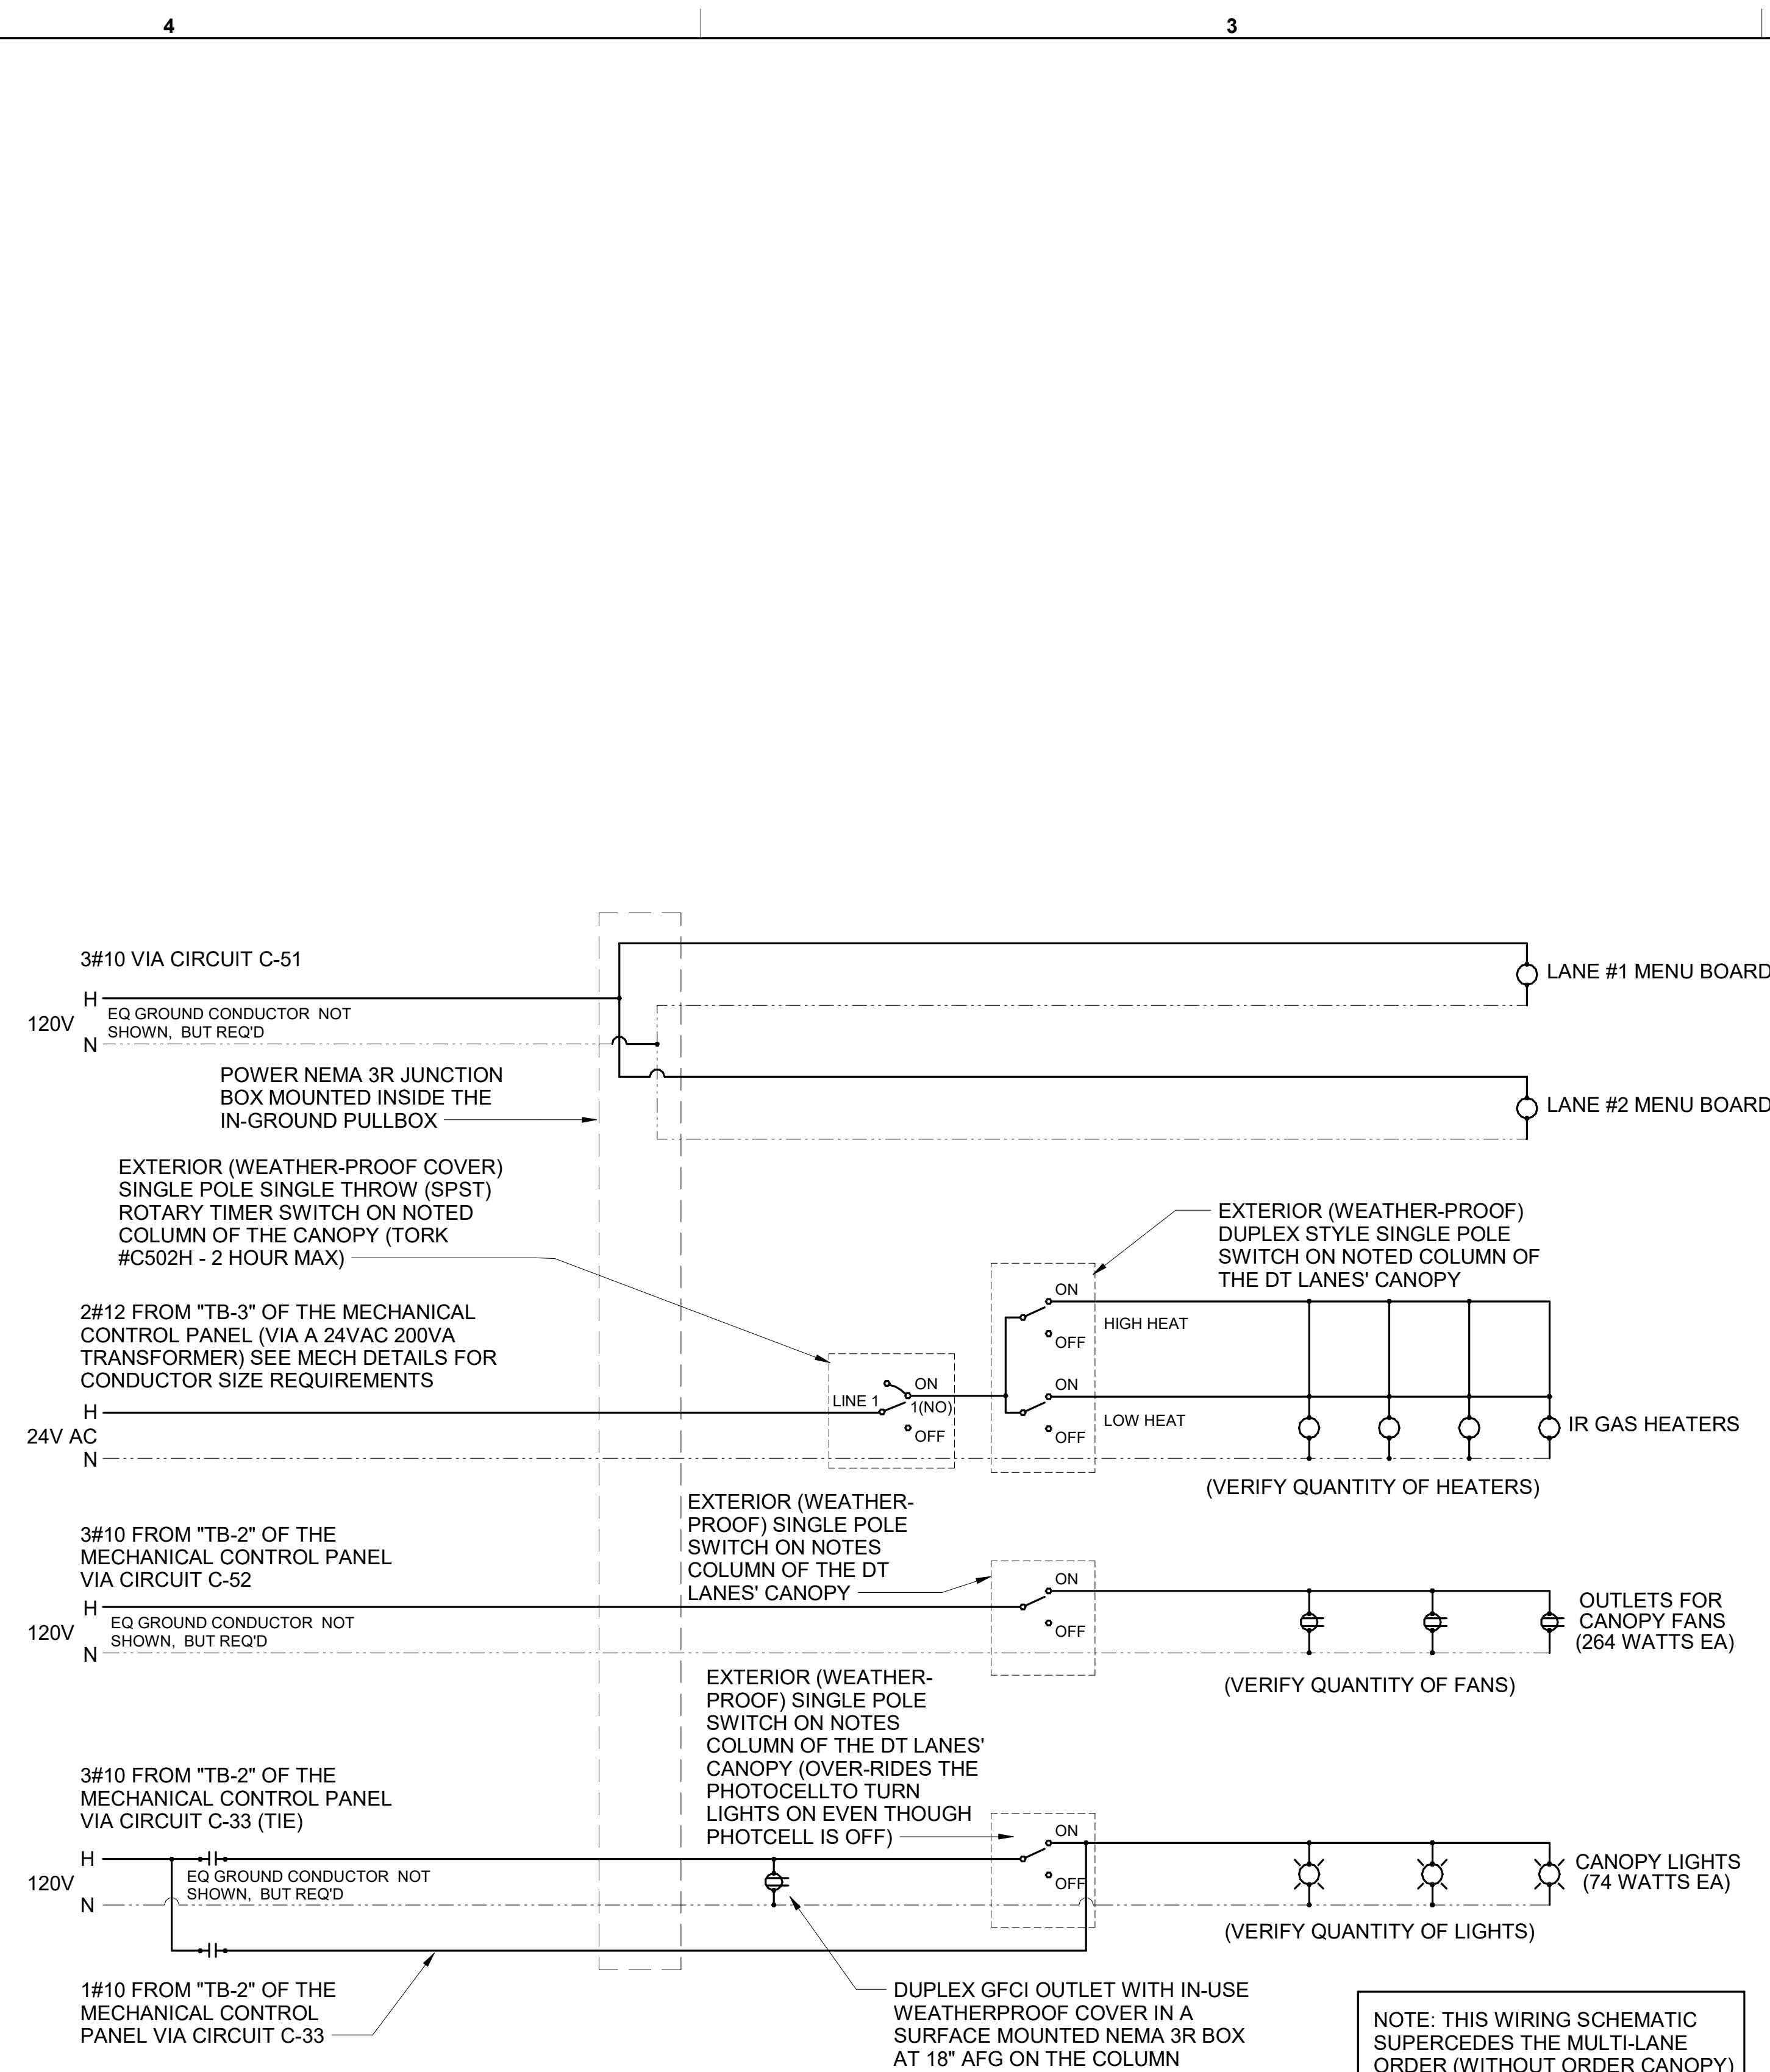 4
3
3#10 VIA CIRCUIT C-51
H
120V
N
EQ GROUND CONDUCTOR NOT
SHOWN, BUT REQ'D
LANE #1 MENU BOARD
LANE #2 MENU BOARD
POWER NEMA 3R JUNCTION
BOX MOUNTED INSIDE THE
IN-GROUND PULLBOX
EXTERIOR (WEATHER-PROOF COVER)
SINGLE POLE SINGLE THROW (SPST)
ROTARY TIMER SWITCH ON NOTED
COLUMN OF THE CANOPY (TORK
#C502H - 2 HOUR MAX)
EXTERIOR (WEATHER-PROOF)
DUPLEX STYLE SINGLE POLE
SWITCH ON NOTED COLUMN OF
THE DT LANES' CANOPY
2#12 FROM "TB-3" OF THE MECHANICAL
CONTROL PANEL (VIA A 24VAC 200VA
TRANSFORMER) SEE MECH DETAILS FOR
CONDUCTOR SIZE REQUIREMENTS
H
24V AC
N
LINE 1
ON
1(NO)
OFF
ON
HIGH HEAT
OFF
ON
LOW HEAT
OFF
IR GAS HEATERS
(VERIFY QUANTITY OF HEATERS)
EXTERIOR (WEATHER-
PROOF) SINGLE POLE
SWITCH ON NOTES
COLUMN OF THE DT
LANES' CANOPY
3#10 FROM "TB-2" OF THE
MECHANICAL CONTROL PANEL
VIA CIRCUIT C-52
H
120V
N
EQ GROUND CONDUCTOR NOT
SHOWN, BUT REQ'D
ON
OFF
OUTLETS FOR
CANOPY FANS
(264 WATTS EA)
(VERIFY QUANTITY OF FANS)
EXTERIOR (WEATHER-
PROOF) SINGLE POLE
SWITCH ON NOTES
COLUMN OF THE DT LANES'
CANOPY (OVER-RIDES THE
PHOTOCELLTO TURN
LIGHTS ON EVEN THOUGH
PHOTCELL IS OFF)
3#10 FROM "TB-2" OF THE
MECHANICAL CONTROL PANEL
VIA CIRCUIT C-33 (TIE)
H
120V
N
EQ GROUND CONDUCTOR NOT
SHOWN, BUT REQ'D
ON
OFF
CANOPY LIGHTS
(74 WATTS EA)
(VERIFY QUANTITY OF LIGHTS)
1#10 FROM "TB-2" OF THE
MECHANICAL CONTROL
PANEL VIA CIRCUIT C-33
DUPLEX GFCI OUTLET WITH IN-USE
WEATHERPROOF COVER IN A
SURFACE MOUNTED NEMA 3R BOX
AT 18" AFG ON THE COLUMN
NOTE: THIS WIRING SCHEMATIC
SUPERCEDES THE MULTI-LANE
ORDER (WITHOUT ORDER CANOPY)